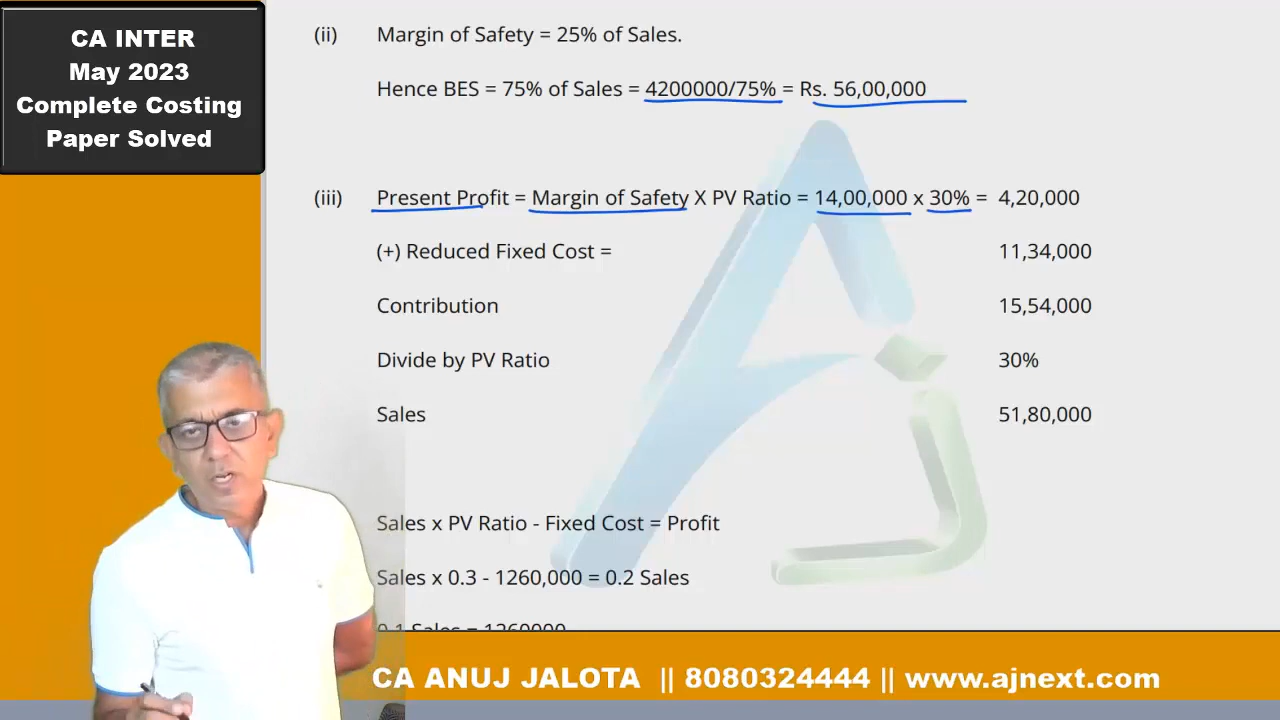 CA INTER
May 2023
Complete Costing
Paper Solved
(ii) Margin of Safety = 25% of Sales.
Hence BES = 75% of Sales = 4200000/75% = Rs. 56,00,000
(iii) Present Profit = Margin of Safety X PV Ratio = 14,00,000 x 30% = 4,20,000
(+) Reduced Fixed Cost = 11,34,000
Contribution 15,54,000
Divide by PV Ratio 30%
Sales 51,80,000
Sales x PV Ratio - Fixed Cost = Profit
Sales x 0.3 - 1260,000 = 0.2 Sales
0.1 Sales = 1260000
CA ANUJ JALOTA || 8080324444 || www.ajnext.com